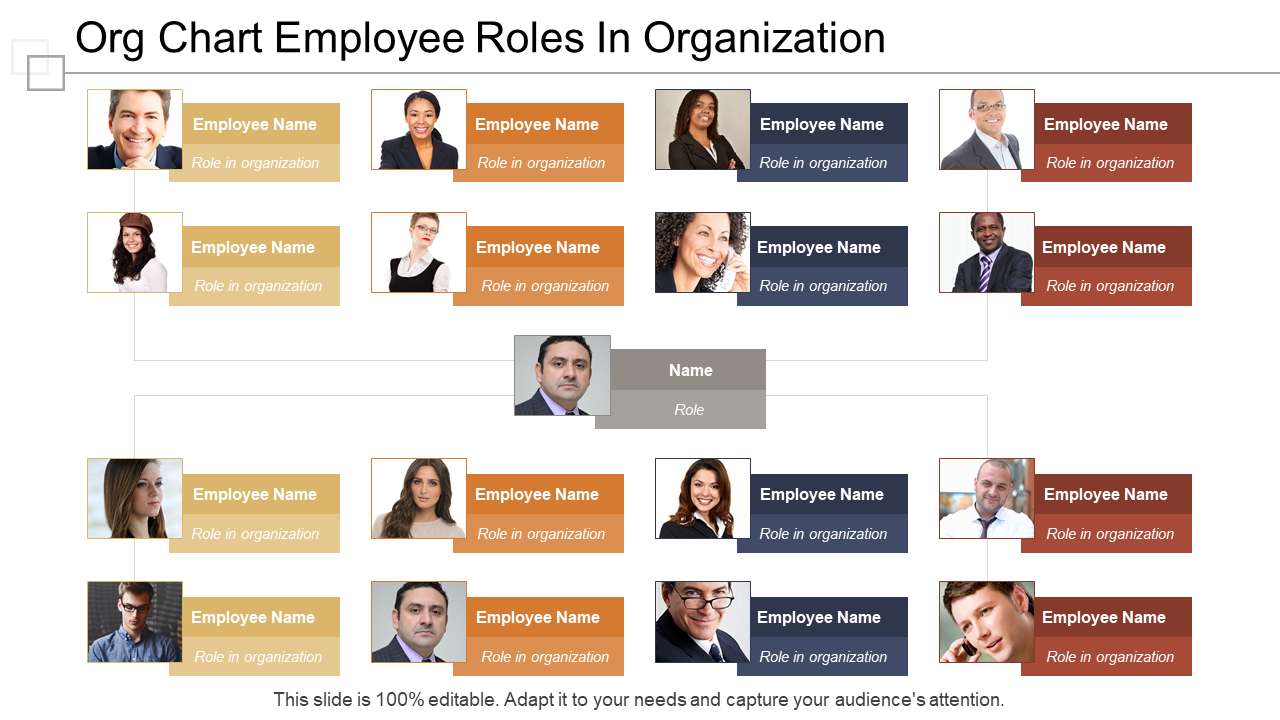 Org Chart Employee Roles In Organization
Employee Name
Role in organization
Employee Name
Role in organization
Employee Name
Role in organization
Employee Name
Role in organization
Employee Name
Role in organization
Employee Name
Role in organization
Employee Name
Role in organization
Employee Name
Role in organization
Name
Role
Employee Name
Role in organization
Employee Name
Role in organization
Employee Name
Role in organization
Employee Name
Role in organization
Employee Name
Role in organization
Employee Name
Role in organization
Employee Name
Role in organization
Employee Name
Role in organization
This slide is 100% editable. Adapt it to your needs and capture your audience's attention.